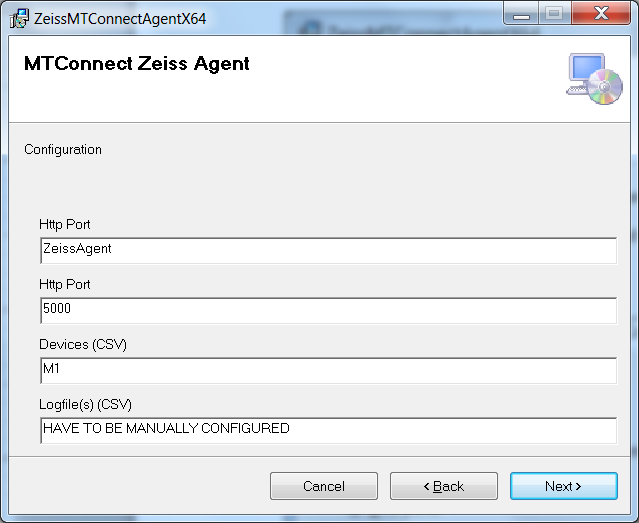 ZeissMTConnectAgentX64
MTConnect Zeiss Agent
Configuration
Http Port
ZeissAgent
Http Port
5000
Devices (CSV)
M1
Logfile(s) (CSV)
HAVE TO BE MANUALLY CONFIGURED
Cancel
< Back
Next >